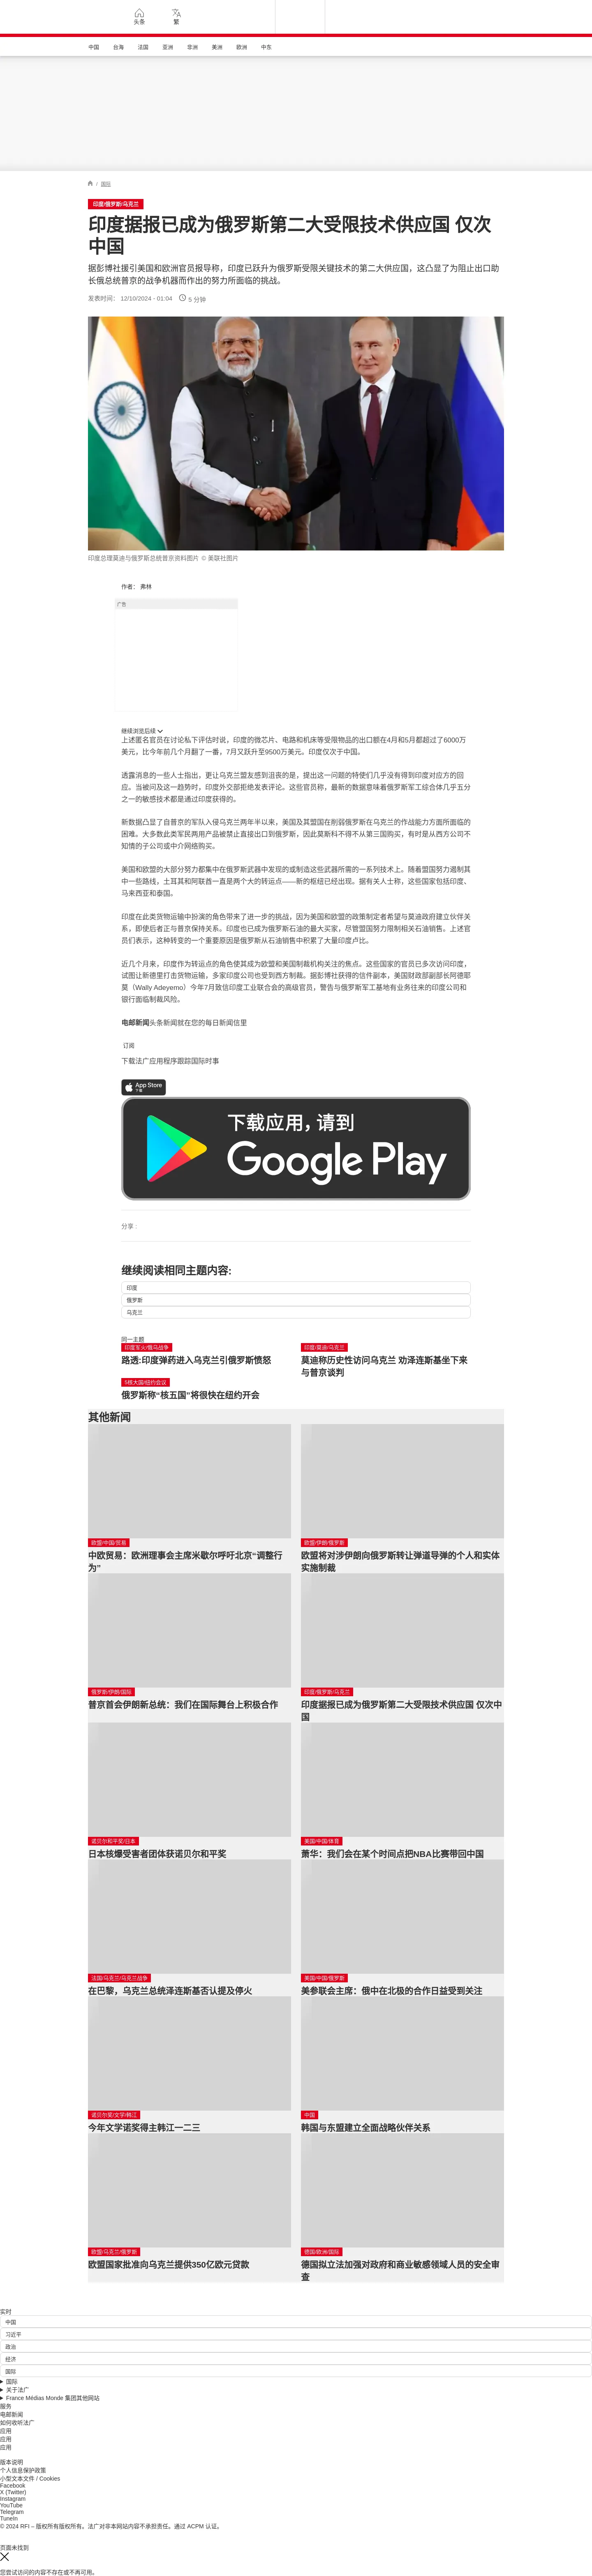 头条
繁
中国 台海 法国 亚洲 非洲 美洲 欧洲 中东
/ 国际
印度/俄罗斯/乌克兰
印度据报已成为俄罗斯第二大受限技术供应国 仅次
中国
据彭博社援引美国和欧洲官员报导称，印度已跃升为俄罗斯受限关键技术的第二大供应国，这凸显了为阻止出口助
长俄总统普京的战争机器而作出的努力所面临的挑战。
发表时间： 12/10/2024 - 01:04 5 分钟
印度总理莫迪与俄罗斯总统普京资料图片 © 美联社图片
作者： 弗林
广告
继续浏览后续
上述匿名官员在讨论私下评估时说，印度的微芯片、电路和机床等受限物品的出口额在4月和5月都超过了6000万
美元，比今年前几个月翻了一番，7月又跃升至9500万美元。印度仅次于中国。
透露消息的一些人士指出，更让乌克兰盟友感到沮丧的是，提出这一问题的特使们几乎没有得到印度对应方的回
应。当被问及这一趋势时，印度外交部拒绝发表评论。这些官员称，最新的数据意味着俄罗斯军工综合体几乎五分
之一的敏感技术都是通过印度获得的。
新数据凸显了自普京的军队入侵乌克兰两年半以来，美国及其盟国在削弱俄罗斯在乌克兰的作战能力方面所面临的
困难。大多数此类军民两用产品被禁止直接出口到俄罗斯，因此莫斯科不得不从第三国购买，有时是从西方公司不
知情的子公司或中介网络购买。
美国和欧盟的大部分努力都集中在俄罗斯武器中发现的或制造这些武器所需的一系列技术上。随着盟国努力遏制其
中一些路线，土耳其和阿联酋一直是两个大的转运点——新的枢纽已经出现。据有关人士称，这些国家包括印度、
马来西亚和泰国。
印度在此类货物运输中扮演的角色带来了进一步的挑战，因为美国和欧盟的政策制定者希望与莫迪政府建立伙伴关
系，即使后者正与普京保持关系。印度也已成为俄罗斯石油的最大买家，尽管盟国努力限制相关石油销售。上述官
员们表示，这种转变的一个重要原因是俄罗斯从石油销售中积累了大量印度卢比。
近几个月来，印度作为转运点的角色使其成为欧盟和美国制裁机构关注的焦点。这些国家的官员已多次访问印度，
试图让新德里打击货物运输，多家印度公司也受到西方制裁。据彭博社获得的信件副本，美国财政部副部长阿德耶
莫（Wally Adeyemo）今年7月致信印度工业联合会的高级官员，警告与俄罗斯军工基地有业务往来的印度公司和
银行面临制裁风险。
电邮新闻头条新闻就在您的每日新闻信里
订阅
下载法广应用程序跟踪国际时事
App Store
下载
下载应用，请到
Google Play
分享 :
继续阅读相同主题内容:
印度
俄罗斯
乌克兰
同一主题
印度军火/俄乌战争
路透:印度弹药进入乌克兰引俄罗斯愤怒
印度/莫迪/乌克兰
莫迪称历史性访问乌克兰 劝泽连斯基坐下来
与普京谈判
5核大国/纽约会议
俄罗斯称“核五国”将很快在纽约开会
其他新闻
欧盟/中国/贸易
中欧贸易：欧洲理事会主席米歇尔呼吁北京“调整行
为”
欧盟/伊朗/俄罗斯
欧盟将对涉伊朗向俄罗斯转让弹道导弹的个人和实体
实施制裁
俄罗斯/伊朗/国际
普京首会伊朗新总统：我们在国际舞台上积极合作
印度/俄罗斯/乌克兰
印度据报已成为俄罗斯第二大受限技术供应国 仅次中
国
诺贝尔和平奖/日本
日本核爆受害者团体获诺贝尔和平奖
美国/中国/体育
萧华：我们会在某个时间点把NBA比赛带回中国
法国/乌克兰/乌克兰战争
在巴黎，乌克兰总统泽连斯基否认提及停火
美国/中国/俄罗斯
美参联会主席：俄中在北极的合作日益受到关注
诺贝尔奖/文学/韩江
今年文学诺奖得主韩江一二三
中国
韩国与东盟建立全面战略伙伴关系
欧盟/乌克兰/俄罗斯
欧盟国家批准向乌克兰提供350亿欧元贷款
德国/欧洲/国际
德国拟立法加强对政府和商业敏感领域人员的安全审
查
实时
中国
习近平
政治
经济
国际
国际
关于法广
France Médias Monde 集团其他网站
服务
电邮新闻
如何收听法广
应用
应用
应用
版本说明
个人信息保护政策
小型文本文件 / Cookies
Facebook
X (Twitter)
Instagram
YouTube
Telegram
TuneIn
© 2024 RFI – 版权所有版权所有。法广对非本网站内容不承担责任。通过 ACPM 认证。
页面未找到
您尝试访问的内容不存在或不再可用。